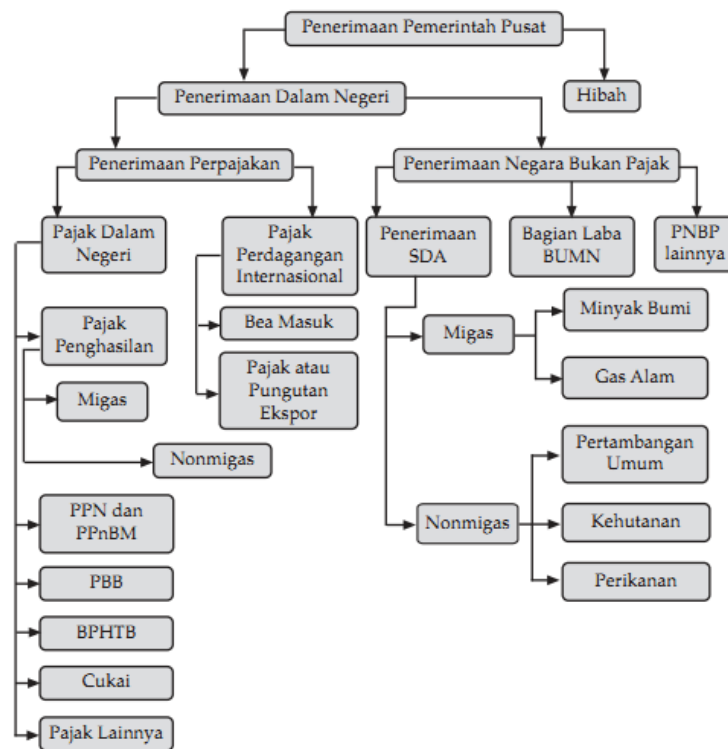 Penerimaan Pemerintah Pusat
Hibah
Penerimaan Dalam Negeri
Penerimaan Perpajakan
Penerimaan Negara Bukan Pajak
Pajak Dalam
Negeri
Pajak
Perdagangan
Internasional
Penerimaan
SDA
Bagian Laba
BUMN
PNBP
lainnya
Pajak
Penghasilan
Migas
Nonmigas
PPN dan
PPnBM
PBB
BPHTB
Cukai
Pajak Lainnya
Bea Masuk
Pajak atau
Pungutan
Ekspor
Migas
Minyak Bumi
Gas Alam
Nonmigas
Pertambangan
Umum
Kehutanan
Perikanan